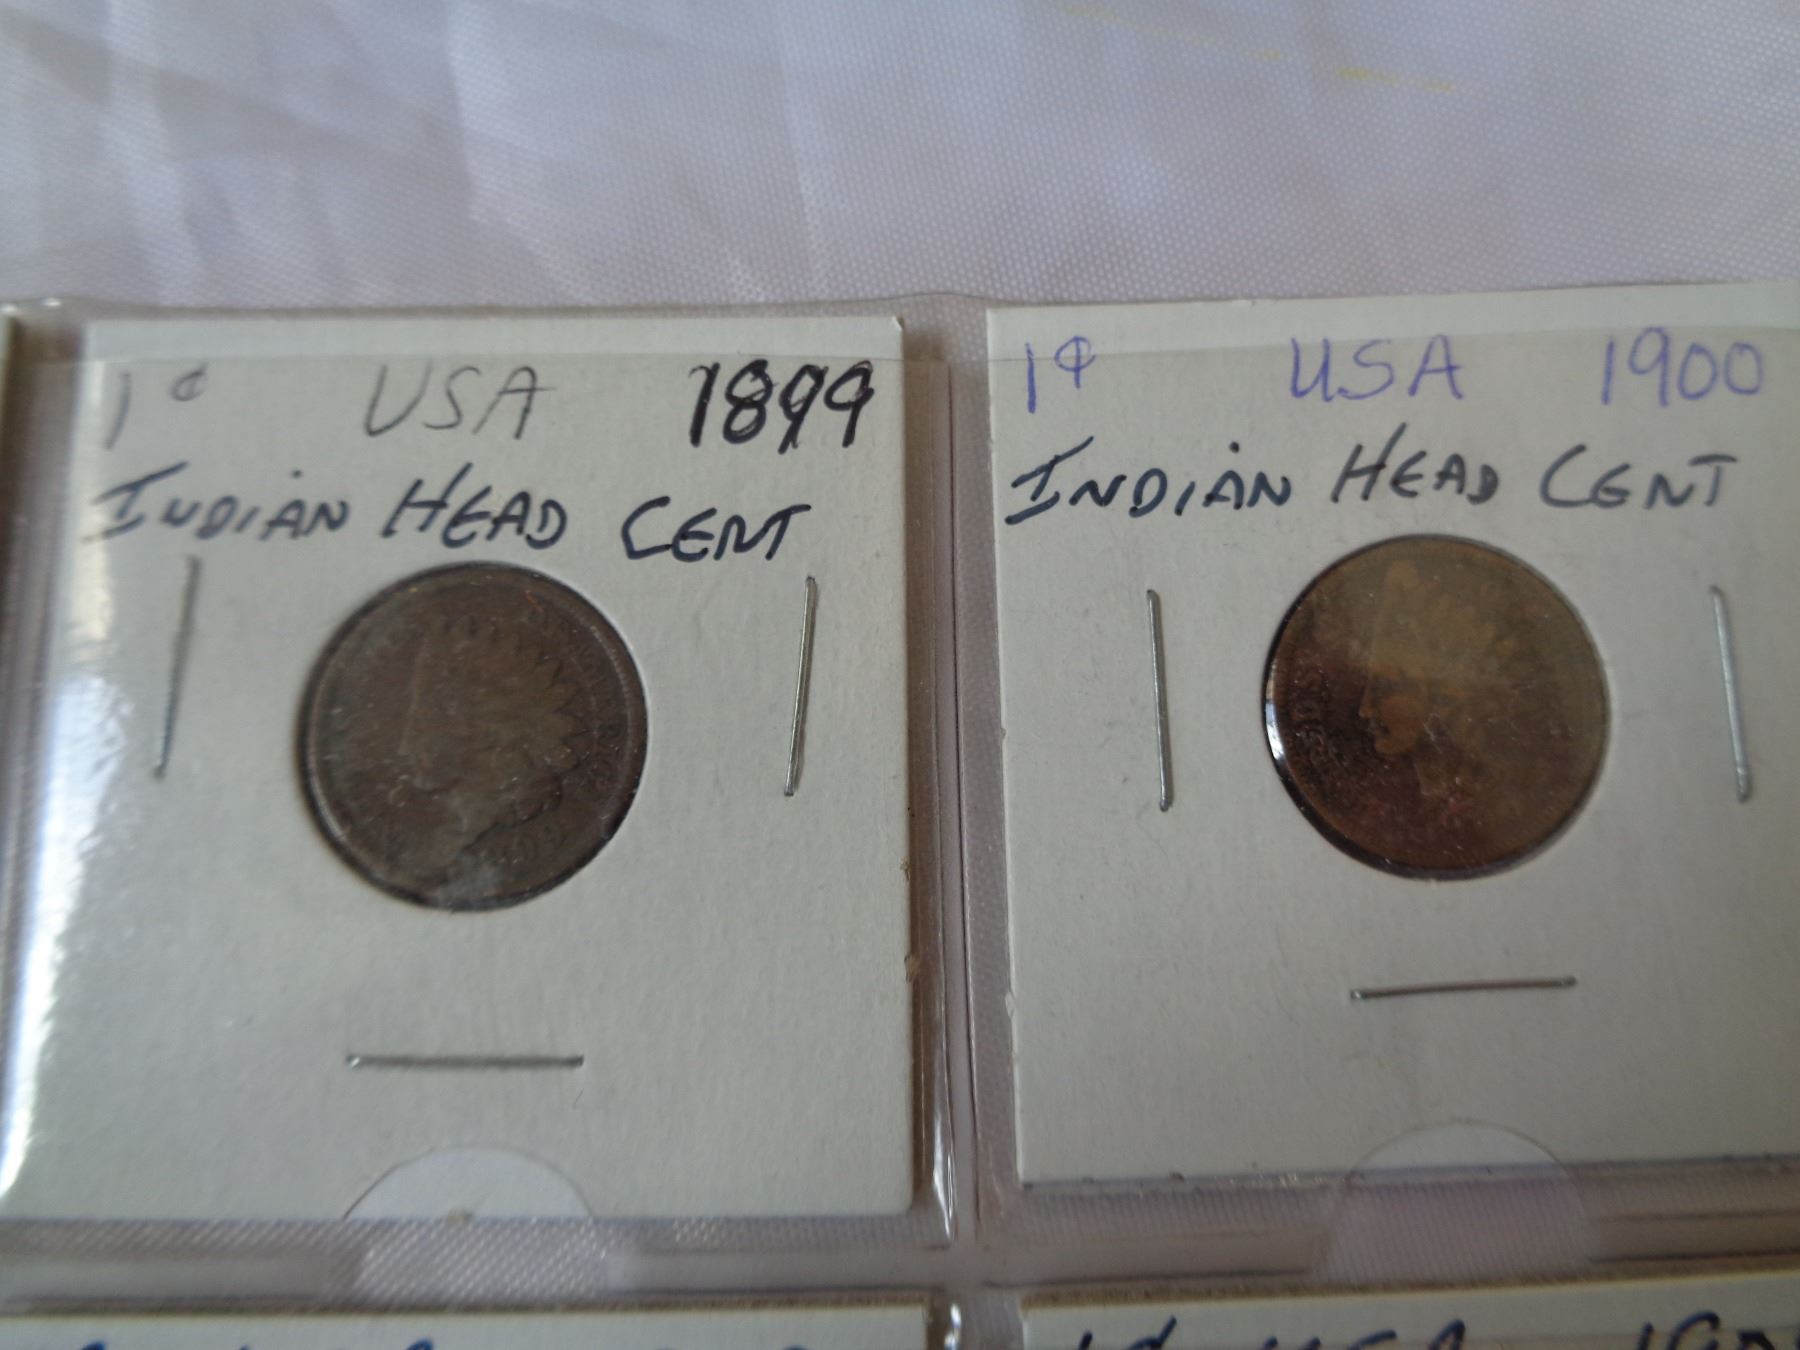 1¢ USA 1899
INDIAN HEAD CENT
1¢ USA 1900
INDIAN HEAD CENT